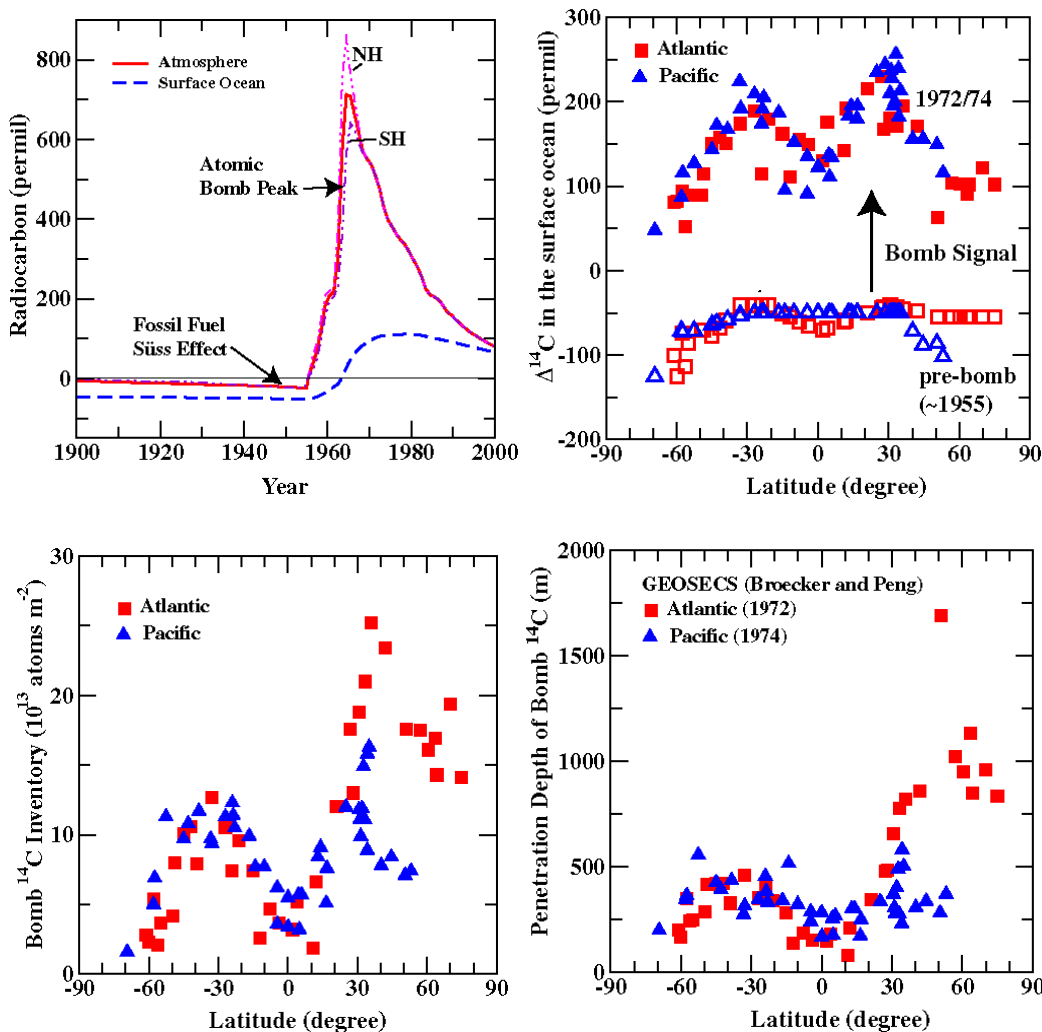 Radiocarbon (permil)
800
600
400
200
0
Atmosphere
Surface Ocean
NH
SH
Atomic
Bomb Peak
Fossil Fuel
Süss Effect
1900
1920
1940
1960
1980
2000
Year
Δ¹⁴C in the surface ocean (permil)
300
200
100
0
-100
-200
Atlantic
Pacific
1972/74
Bomb Signal
pre-bomb
(~1955)
-90
-60
-30
0
30
60
90
Latitude (degree)
Bomb ¹⁴C Inventory (10¹³ atoms m⁻²)
30
20
10
0
Atlantic
Pacific
-90
-60
-30
0
30
60
90
Latitude (degree)
Penetration Depth of Bomb ¹⁴C (m)
2000
1500
1000
500
0
GEOSECS (Broecker and Peng)
Atlantic (1972)
Pacific (1974)
-90
-60
-30
0
30
60
90
Latitude (degree)